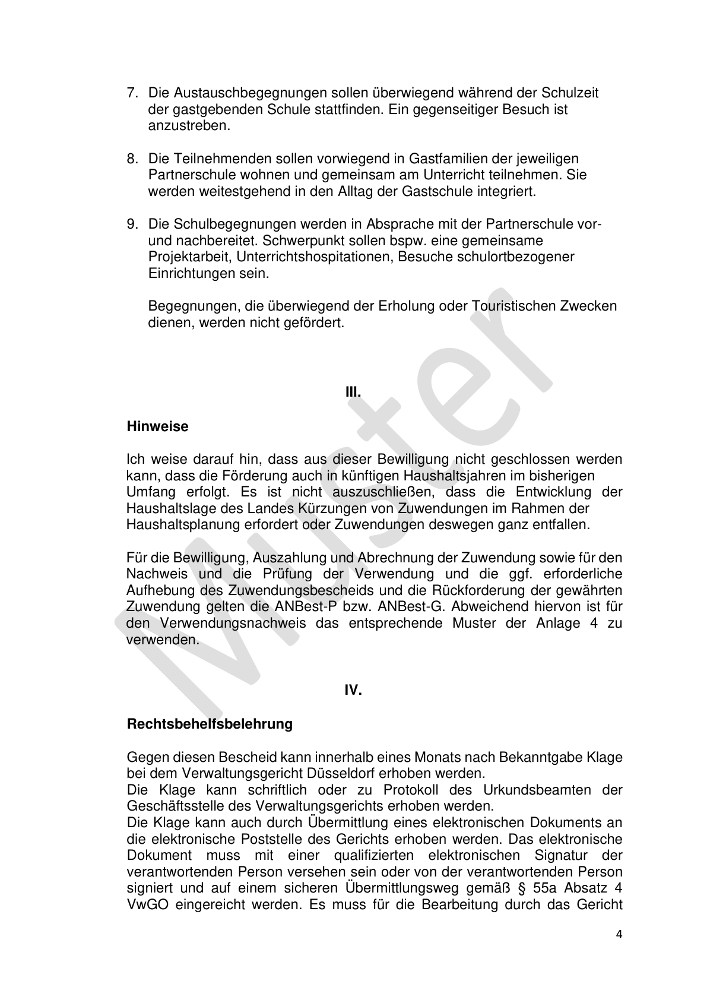 7. Die Austauschbegegnungen sollen überwiegend während der Schulzeit
der gastgebenden Schule stattfinden. Ein gegenseitiger Besuch ist
anzustreben.
8. Die Teilnehmenden sollen vorwiegend in Gastfamilien der jeweiligen
Partnerschule wohnen und gemeinsam am Unterricht teilnehmen. Sie
werden weitestgehend in den Alltag der Gastschule integriert.
9. Die Schulbegegnungen werden in Absprache mit der Partnerschule vor-
und nachbereitet. Schwerpunkt sollen bspw. eine gemeinsame
Projektarbeit, Unterrichtshospitationen, Besuche schulortbezogener
Einrichtungen sein.
Begegnungen, die überwiegend der Erholung oder Touristischen Zwecken
dienen, werden nicht gefördert.
III.
Hinweise
Ich weise darauf hin, dass aus dieser Bewilligung nicht geschlossen werden
kann, dass die Förderung auch in künftigen Haushaltsjahren im bisherigen
Umfang erfolgt. Es ist nicht auszuschließen, dass die Entwicklung der
Haushaltslage des Landes Kürzungen von Zuwendungen im Rahmen der
Haushaltsplanung erfordert oder Zuwendungen deswegen ganz entfallen.
Für die Bewilligung, Auszahlung und Abrechnung der Zuwendung sowie für den
Nachweis und die Prüfung der Verwendung und die ggf. erforderliche
Aufhebung des Zuwendungsbescheids und die Rückforderung der gewährten
Zuwendung gelten die ANBest-P bzw. ANBest-G. Abweichend hiervon ist für
den Verwendungsnachweis das entsprechende Muster der Anlage 4 zu
verwenden.
IV.
Rechtsbehelfsbelehrung
Gegen diesen Bescheid kann innerhalb eines Monats nach Bekanntgabe Klage
bei dem Verwaltungsgericht Düsseldorf erhoben werden.
Die Klage kann schriftlich oder zu Protokoll des Urkundsbeamten der
Geschäftsstelle des Verwaltungsgerichts erhoben werden.
Die Klage kann auch durch Übermittlung eines elektronischen Dokuments an
die elektronische Poststelle des Gerichts erhoben werden. Das elektronische
Dokument muss mit einer qualifizierten elektronischen Signatur der
verantwortenden Person versehen sein oder von der verantwortenden Person
signiert und auf einem sicheren Übermittlungsweg gemäß § 55a Absatz 4
VwGO eingereicht werden. Es muss für die Bearbeitung durch das Gericht
4
Muster